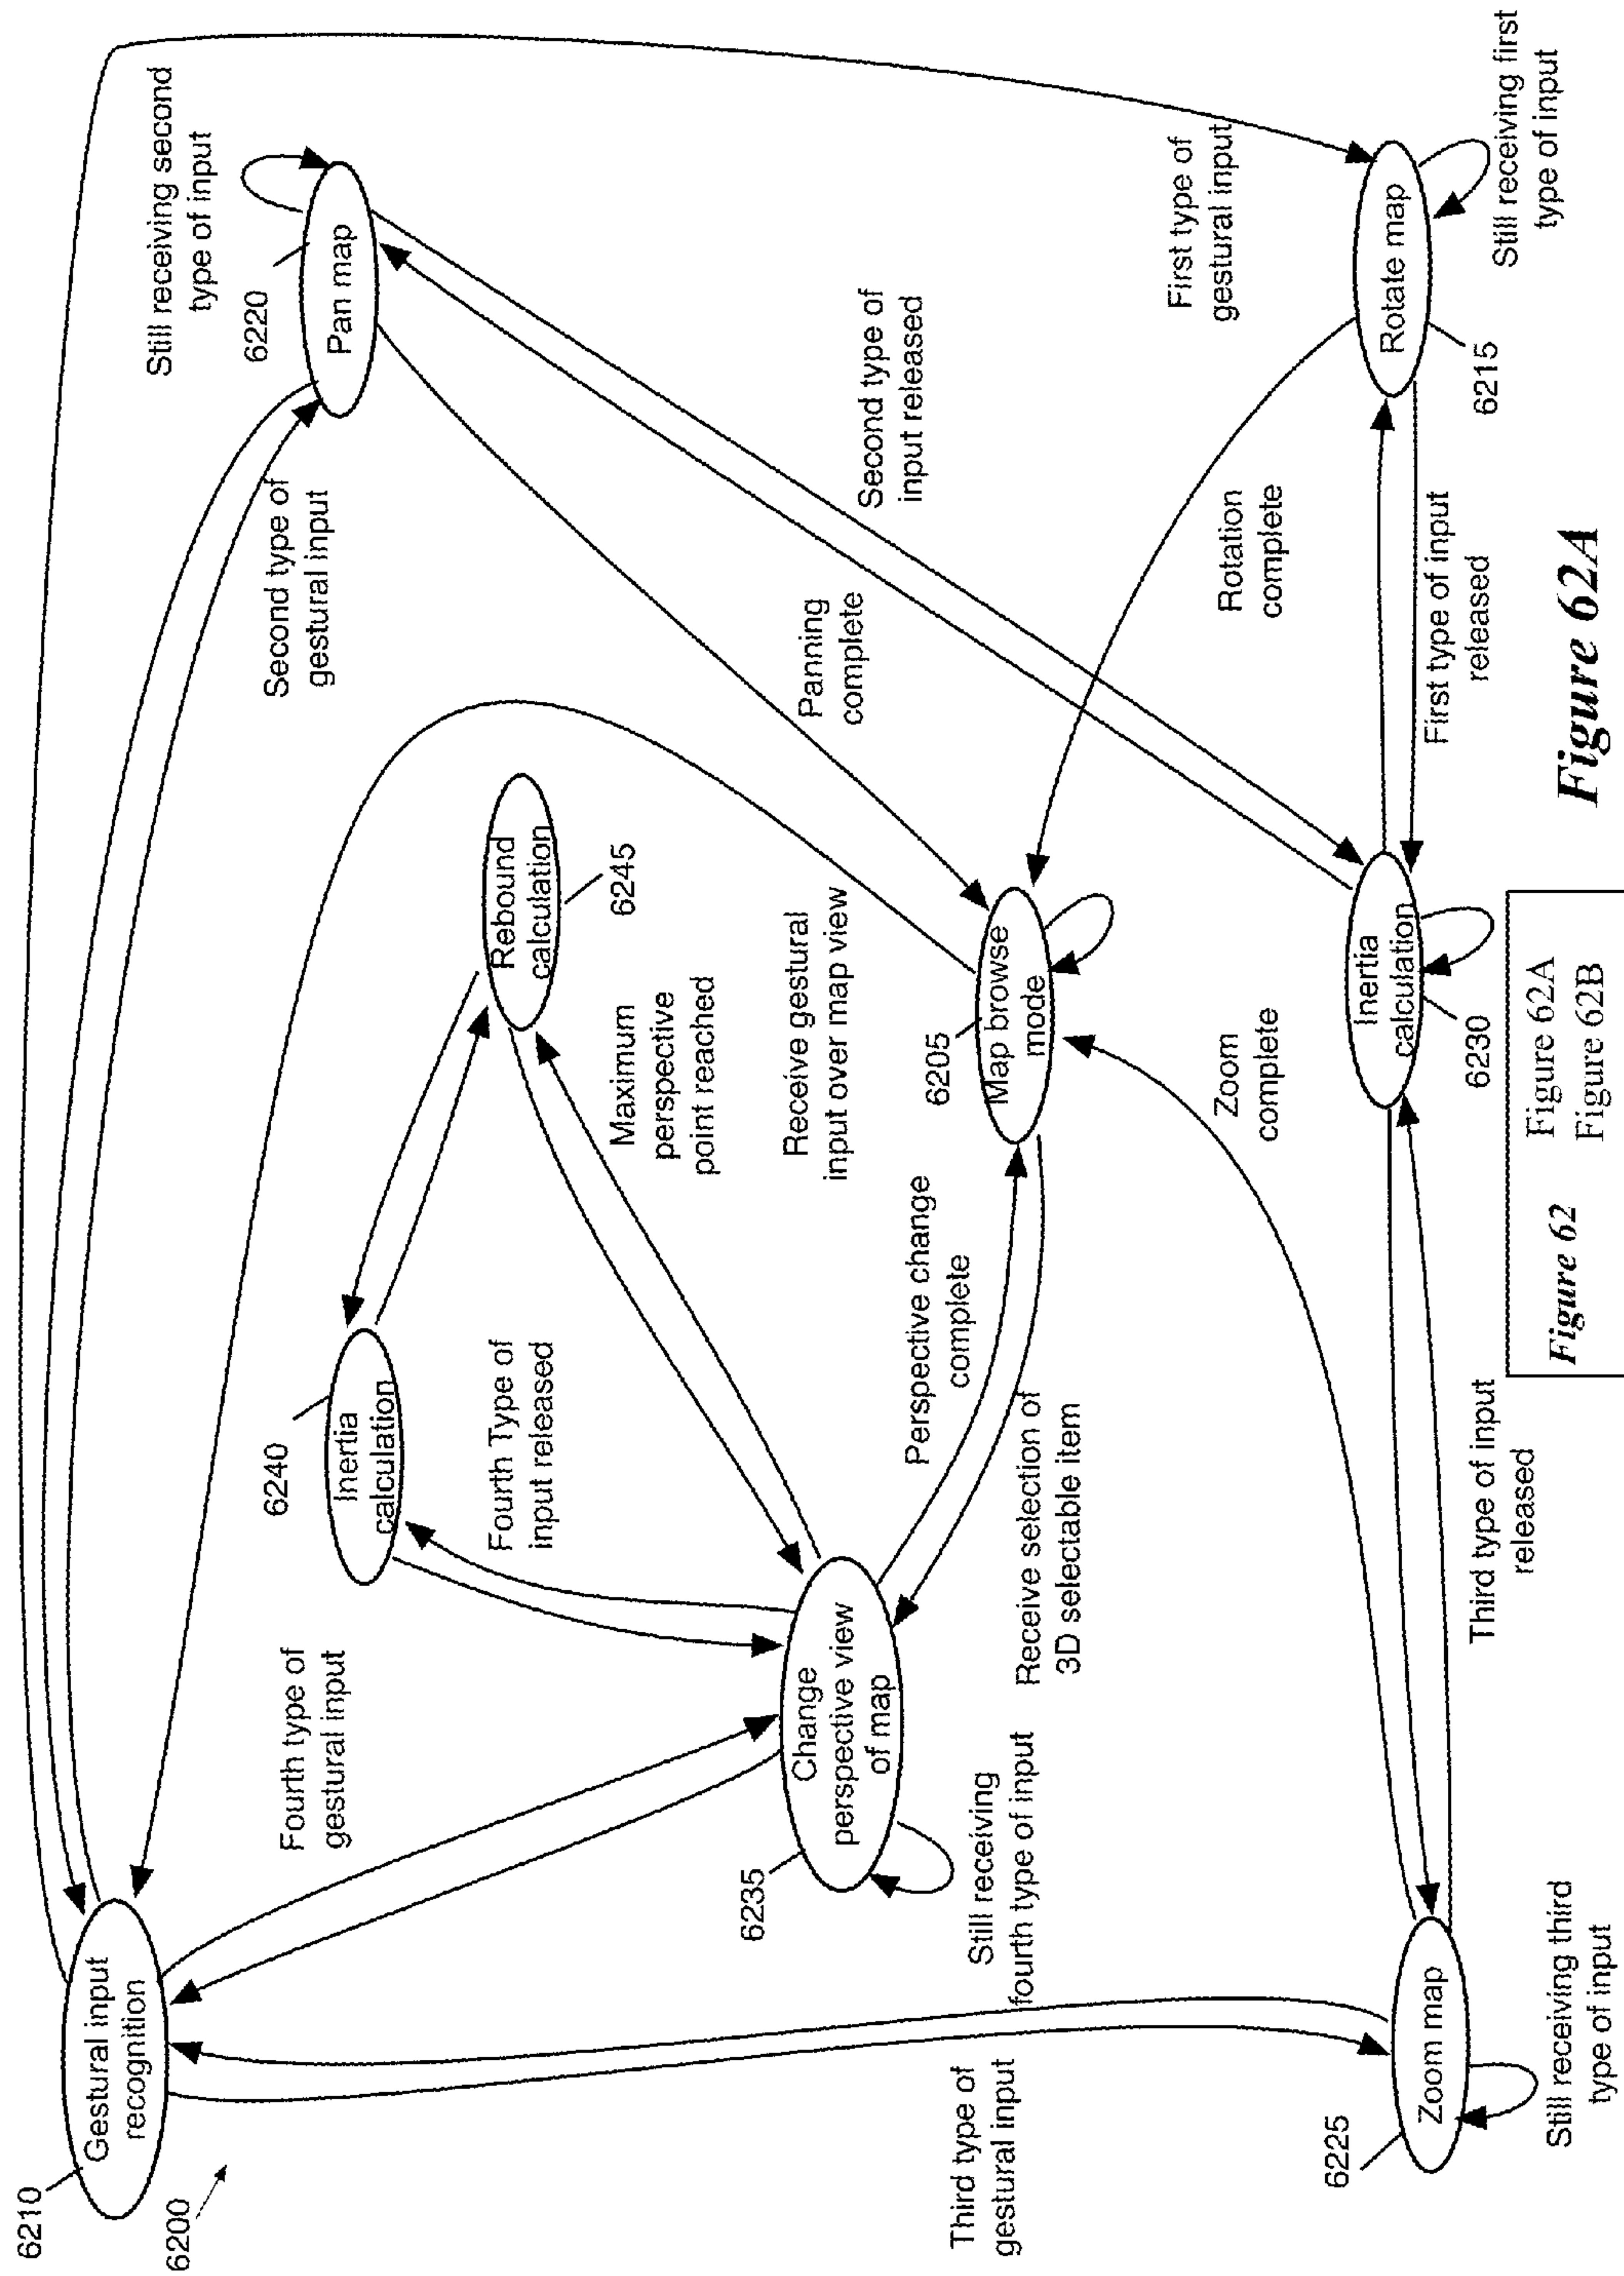 6210
Gestural input
recognition
6200
Fourth type of
gestural input
6240
Inertia
calculation
Second type of
gestural input
Still receiving second
type of input
6220
Pan map
Rebound
calculation
6245
Fourth Type of
input released
Maximum
perspective
point reached
6235
Change
perspective view
of map
Still receiving
fourth type of input
Receive gestural
input over map view
Panning
complete
Second type of
input released
Perspective change
complete
Receive selection of
3D selectable item
6205
Map browse
mode
Third type of
gestural input
Zoom
complete
Rotation
complete
First type of
gestural input
6225
Zoom map
Still receiving third
type of input
Third type of input
released
Inertia
calculation
6230
First type of input
released
Rotate map
6215
Still receiving first
type of input
Figure 62
Figure 62A
Figure 62B
Figure 62A